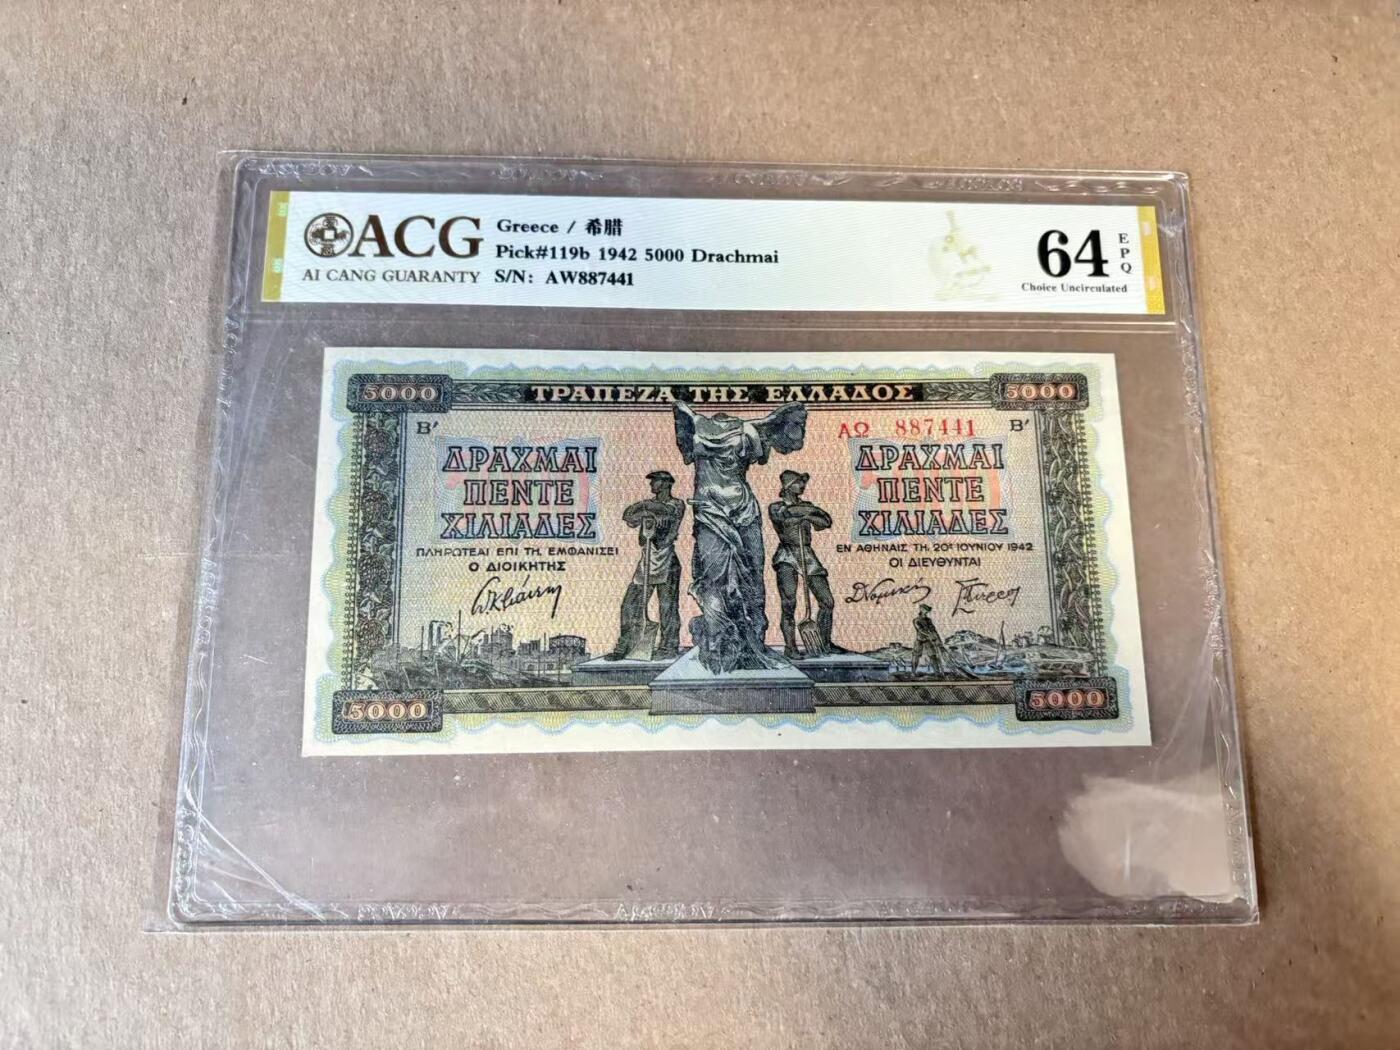 ACG
AI CANG GUARANTY
Greece / 希腊
Pick#119b 1942 5000 Drachmai
S/N: AW887441
64
EPQ
Choice Uncirculated
5000
ΤΡΑΠΕΖΑ ΤΗΣ ΕΛΛΑΔΟΣ
5000
Β′
ΑΩ 887441
Β′
ΔΡΑΧΜΑΙ
ΠΕΝΤΕ
ΧΙΛΙΑΔΕΣ
ΠΛΗΡΩΤΕΑΙ ΕΠΙ ΤΗ, ΕΜΦΑΝΙΣΕΙ
Ο ΔΙΟΙΚΗΤΗΣ
ΔΡΑΧΜΑΙ
ΠΕΝΤΕ
ΧΙΛΙΑΔΕΣ
ΕΝ ΑΘΗΝΑΙΣ ΤΗ, 20ῌ ΙΟΥΝΙΟΥ 1942
ΟΙ ΔΙΕΥΘΥΝΤΑΙ
5000
5000